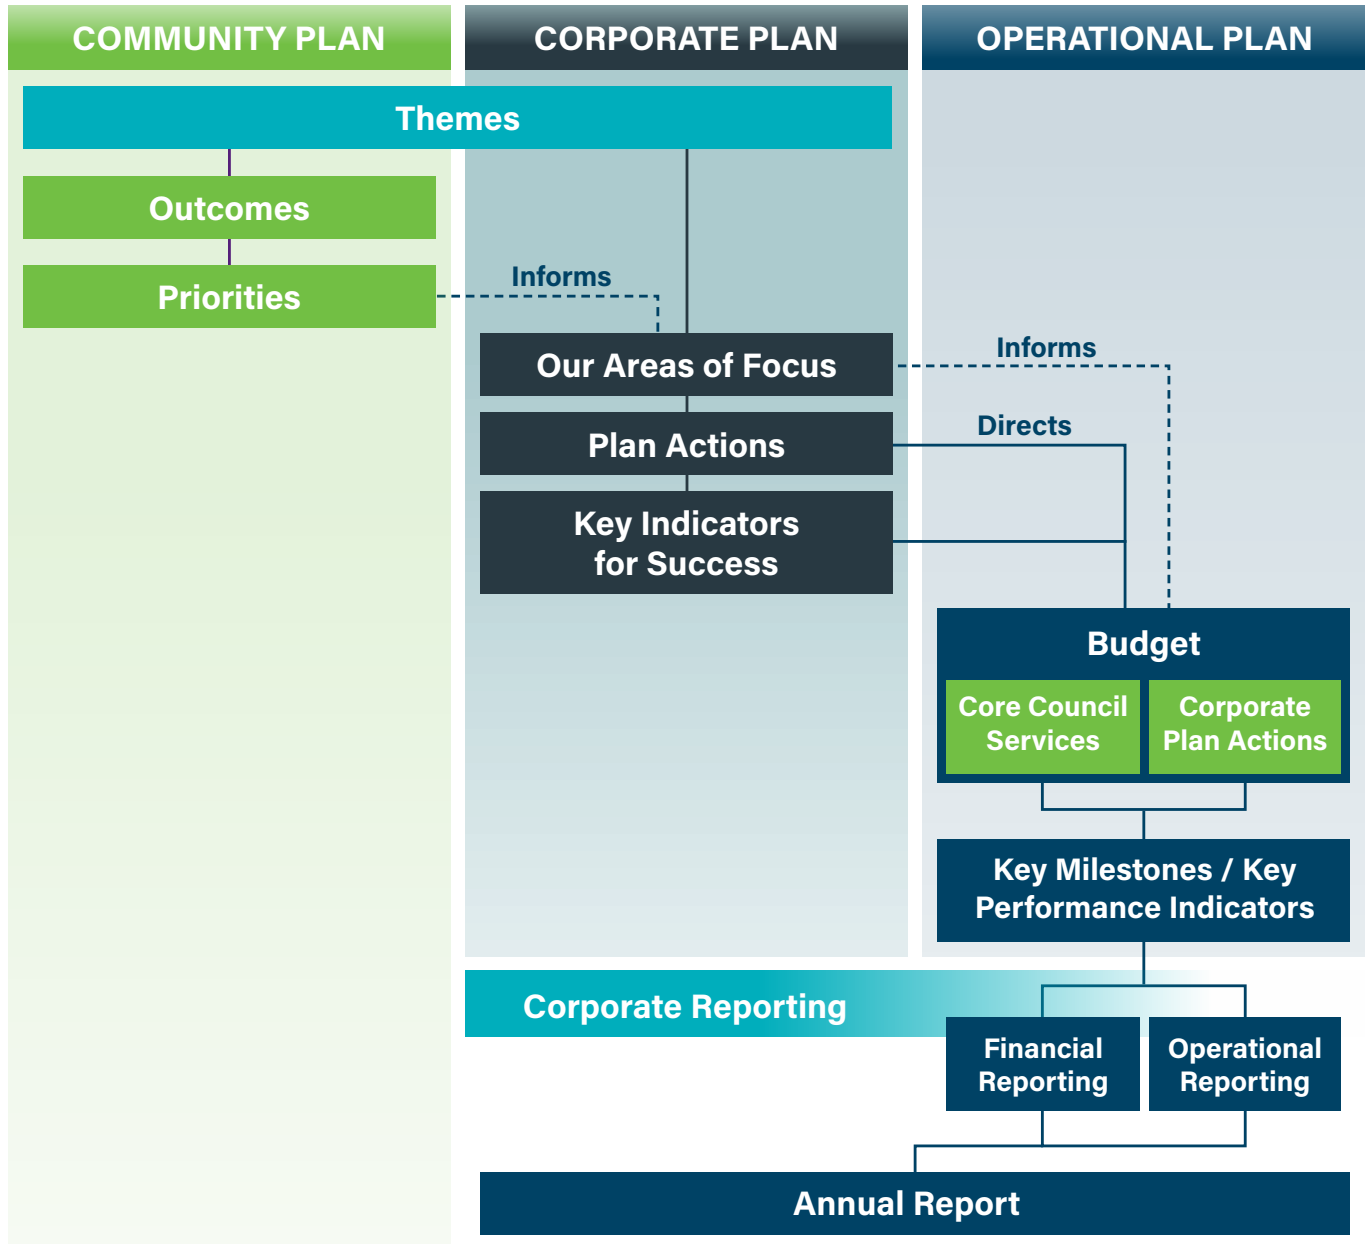 COMMUNITY PLAN
CORPORATE PLAN
OPERATIONAL PLAN
Themes
Outcomes
Priorities
Informs
Our Areas of Focus
Informs
Plan Actions
Directs
Key Indicators
for Success
Budget
Core Council
Services
Corporate
Plan Actions
Key Milestones / Key
Performance Indicators
Corporate Reporting
Financial
Reporting
Operational
Reporting
Annual Report